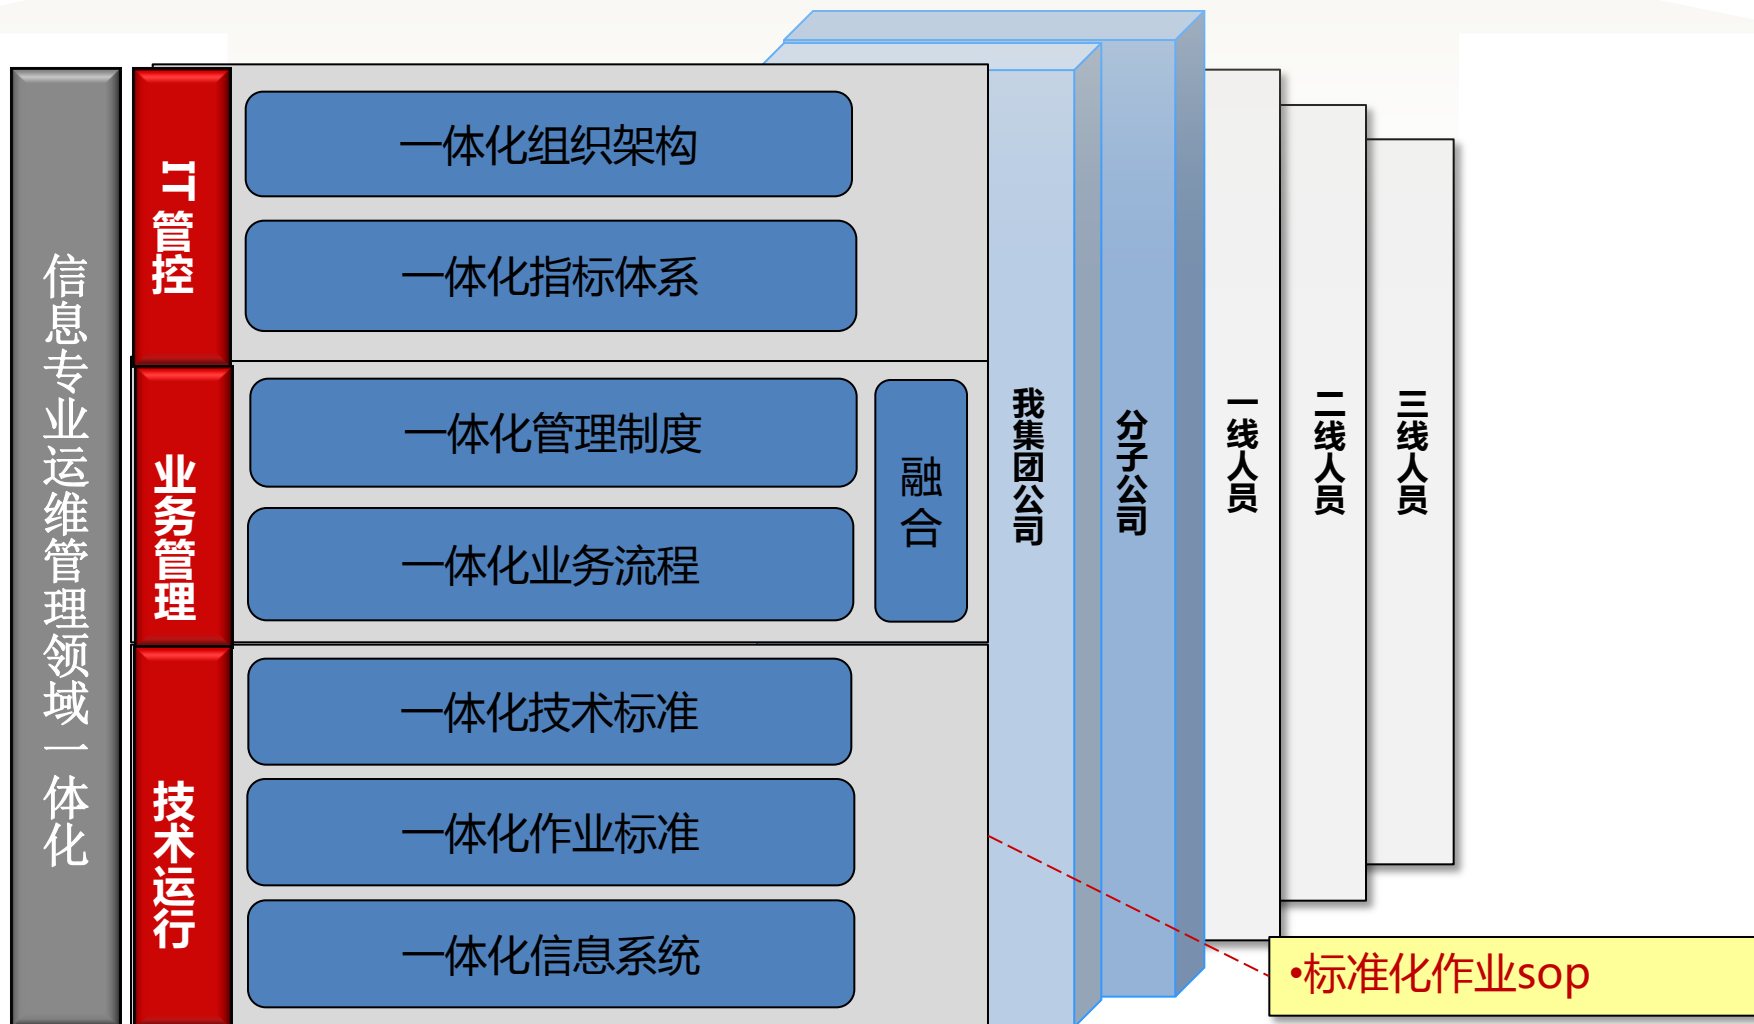 信息专业运维管理领域一体化
IT管控
一体化组织架构
一体化指标体系
业务管理
一体化管理制度
一体化业务流程
融合
技术运行
一体化技术标准
一体化作业标准
一体化信息系统
我集团公司
分子公司
一线人员
二线人员
三线人员
•标准化作业sop